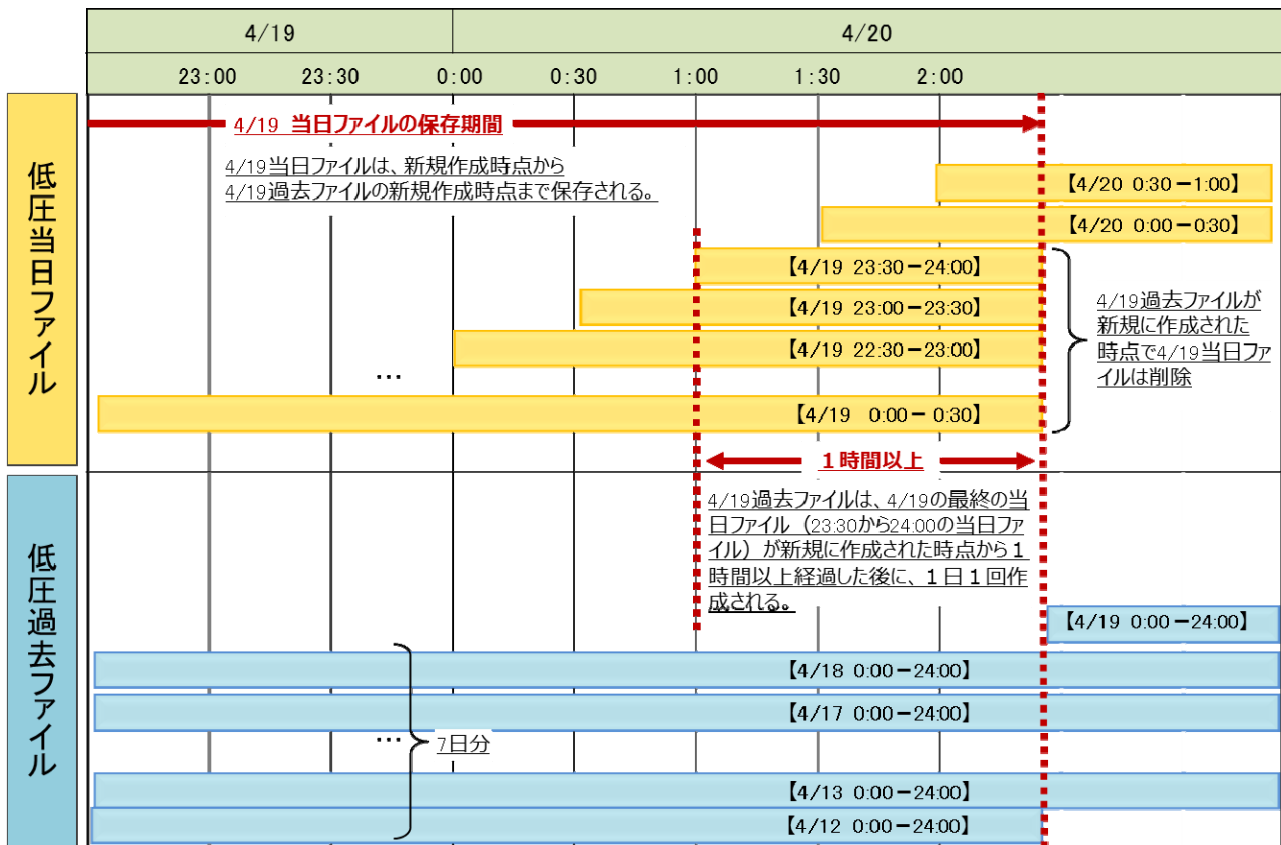 4/19
4/20
23:00
23:30
0:00
0:30
1:00
1:30
2:00
低圧当日ファイル
4/19 当日ファイルの保存期間
4/19当日ファイルは、新規作成時点から
4/19過去ファイルの新規作成時点まで保存される。
【4/20 0:30－1:00】
【4/20 0:00－0:30】
【4/19 23:30－24:00】
【4/19 23:00－23:30】
【4/19 22:30－23:00】
…
【4/19 0:00－0:30】
4/19過去ファイルが
新規に作成された
時点で4/19当日ファ
イルは削除
１時間以上
4/19過去ファイルは、4/19の最終の当
日ファイル（23:30から24:00の当日ファ
イル）が新規に作成された時点から１
時間以上経過した後に、１日１回作
成される。
低圧過去ファイル
【4/19 0:00－24:00】
【4/18 0:00－24:00】
【4/17 0:00－24:00】
…
7日分
【4/13 0:00－24:00】
【4/12 0:00－24:00】